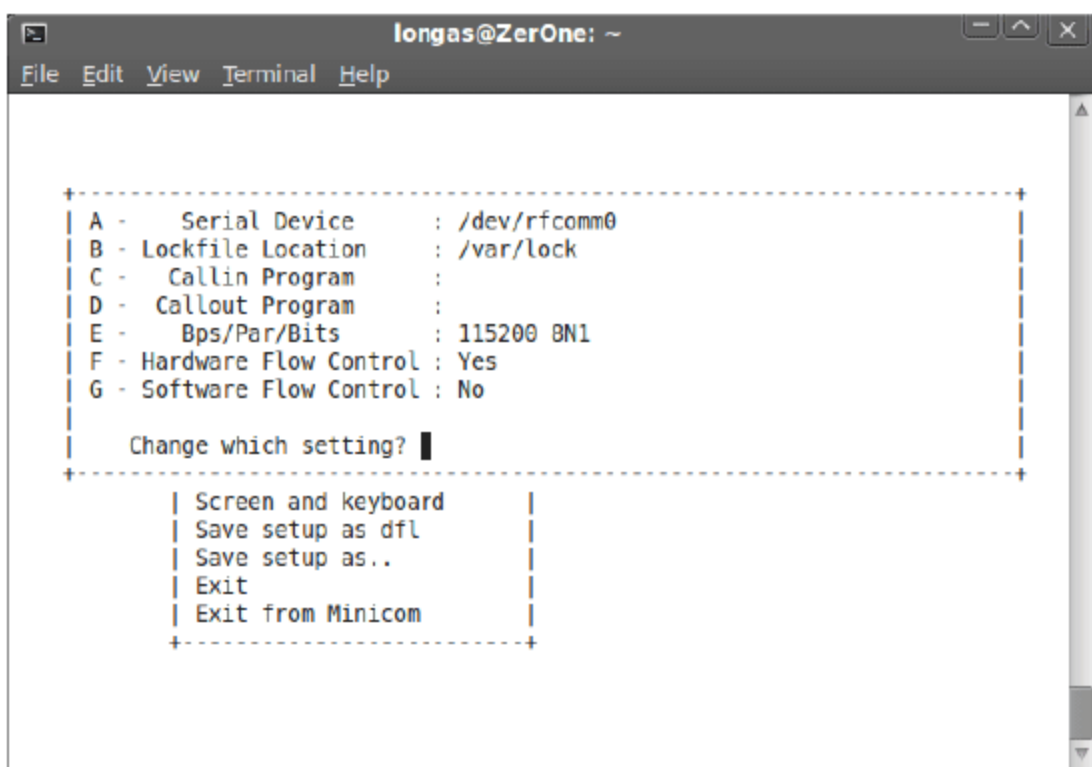 longas@ZerOne: ~
File Edit View Terminal Help
A - Serial Device : /dev/rfcomm0
B - Lockfile Location : /var/lock
C - Callin Program :
D - Callout Program :
E - Bps/Par/Bits : 115200 8N1
F - Hardware Flow Control : Yes
G - Software Flow Control : No
Change which setting?
Screen and keyboard
Save setup as dfl
Save setup as..
Exit
Exit from Minicom